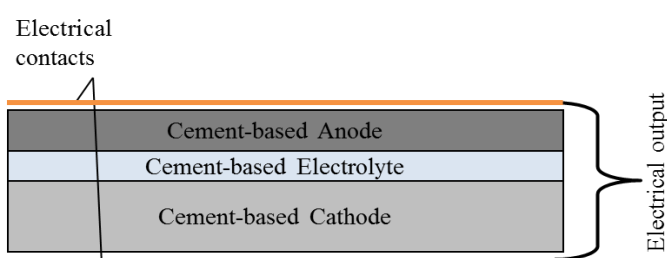 Electrical
contacts
Cement-based Anode
Cement-based Electrolyte
Cement-based Cathode
Electrical output